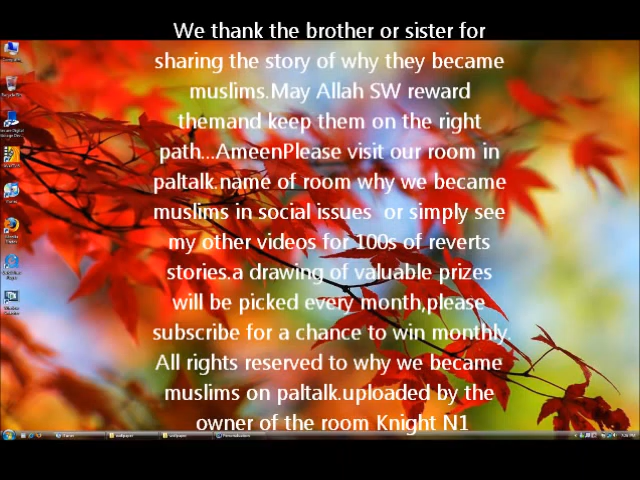 We thank the brother or sister for
sharing the story of why they became
muslims.May Allah SW reward
themand keep them on the right
path...AmeenPlease visit our room in
paltalk.name of room why we became
muslims in social issues  or simply see
my other videos for 100s of reverts
stories.a drawing of valuable prizes
will be picked every month,please
subscribe for a chance to win monthly.
All rights reserved to why we became
muslims on paltalk.uploaded by the
owner of the room Knight N1